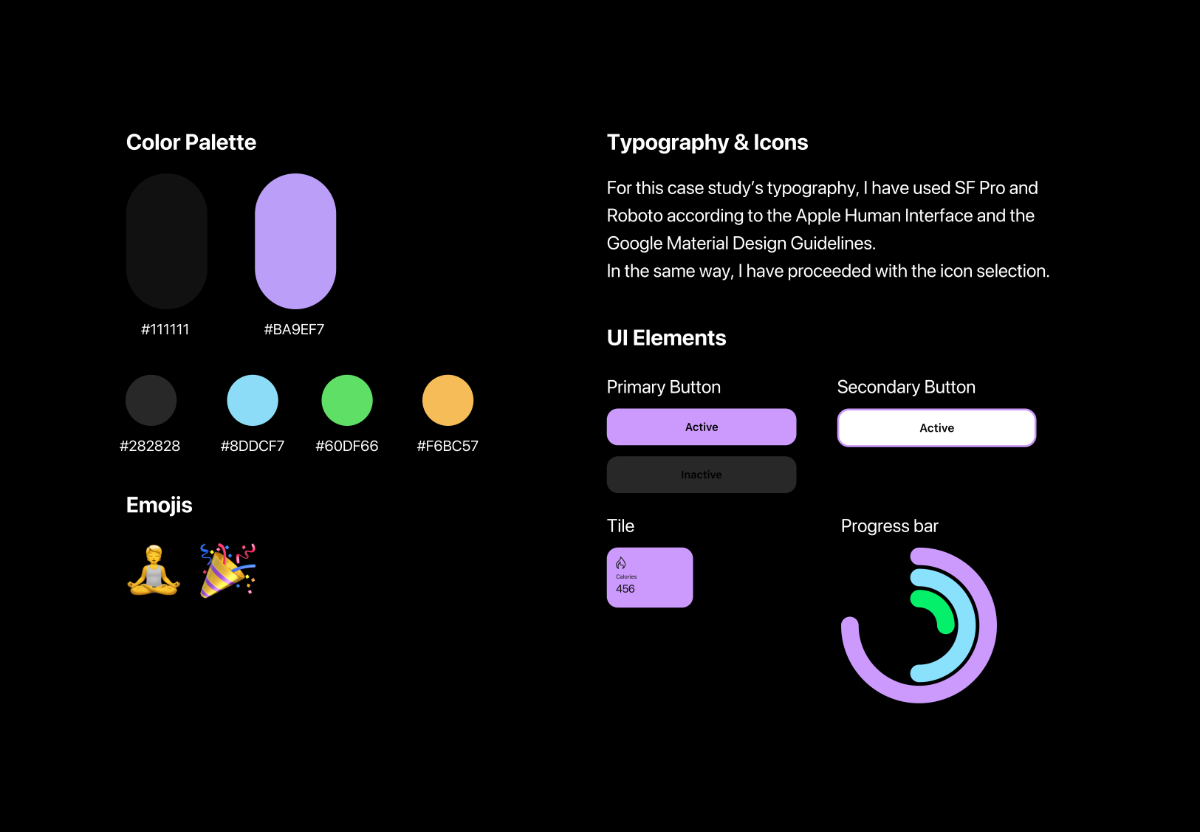 Color Palette
#111111
#BA9EF7
#282828
#8DDCF7
#60DF66
#F6BC57
Emojis
Typography & Icons
For this case study’s typography, I have used SF Pro and
Roboto according to the Apple Human Interface and the
Google Material Design Guidelines.
In the same way, I have proceeded with the icon selection.
UI Elements
Primary Button
Active
Inactive
Secondary Button
Active
Tile
Calories
456
Progress bar